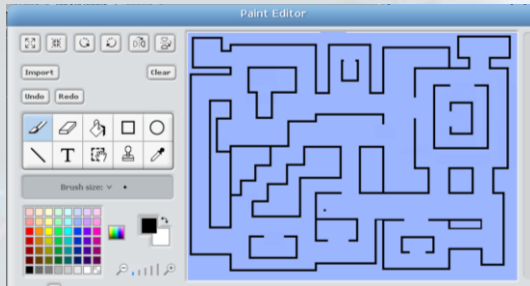 Paint Editor
Import
Clear
Undo
Redo
T
Brush size: